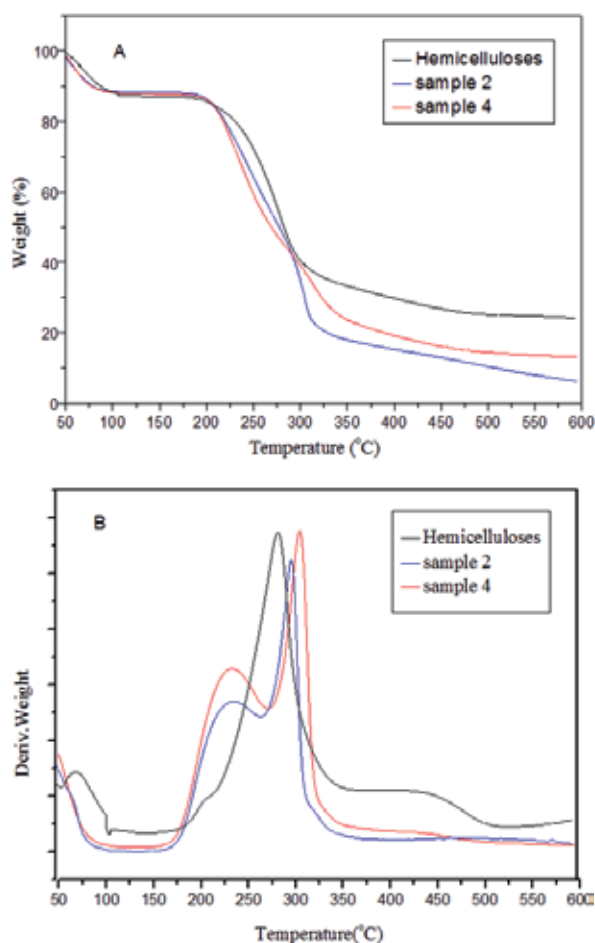 A
Hemicelluloses
sample 2
sample 4
100
80
60
40
20
0
Weight (%)
50 100 150 200 250 300 350 400 450 500 550 600
Temperature (°C)
B
Hemicelluloses
sample 2
sample 4
Deriv.Weight
50 100 150 200 250 300 350 400 450 500 550 600
Temperature(°C)